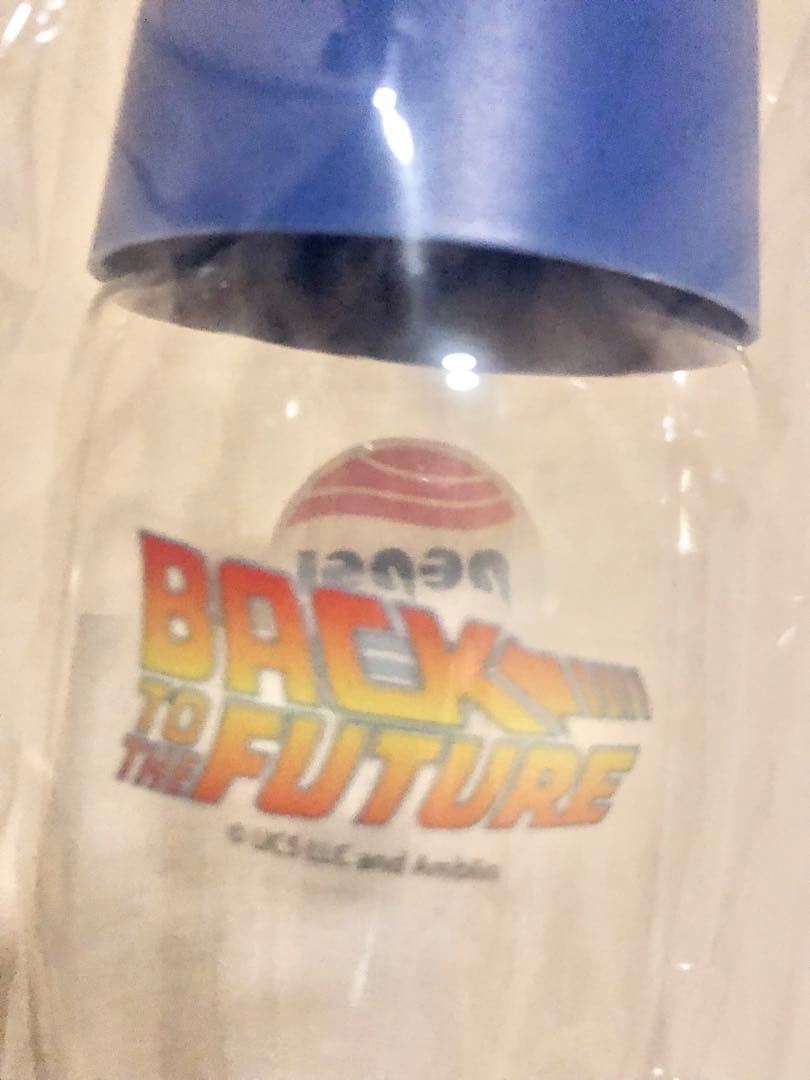 pepsi
BACK
TO THE FUTURE
© UCS LLC and Amblin